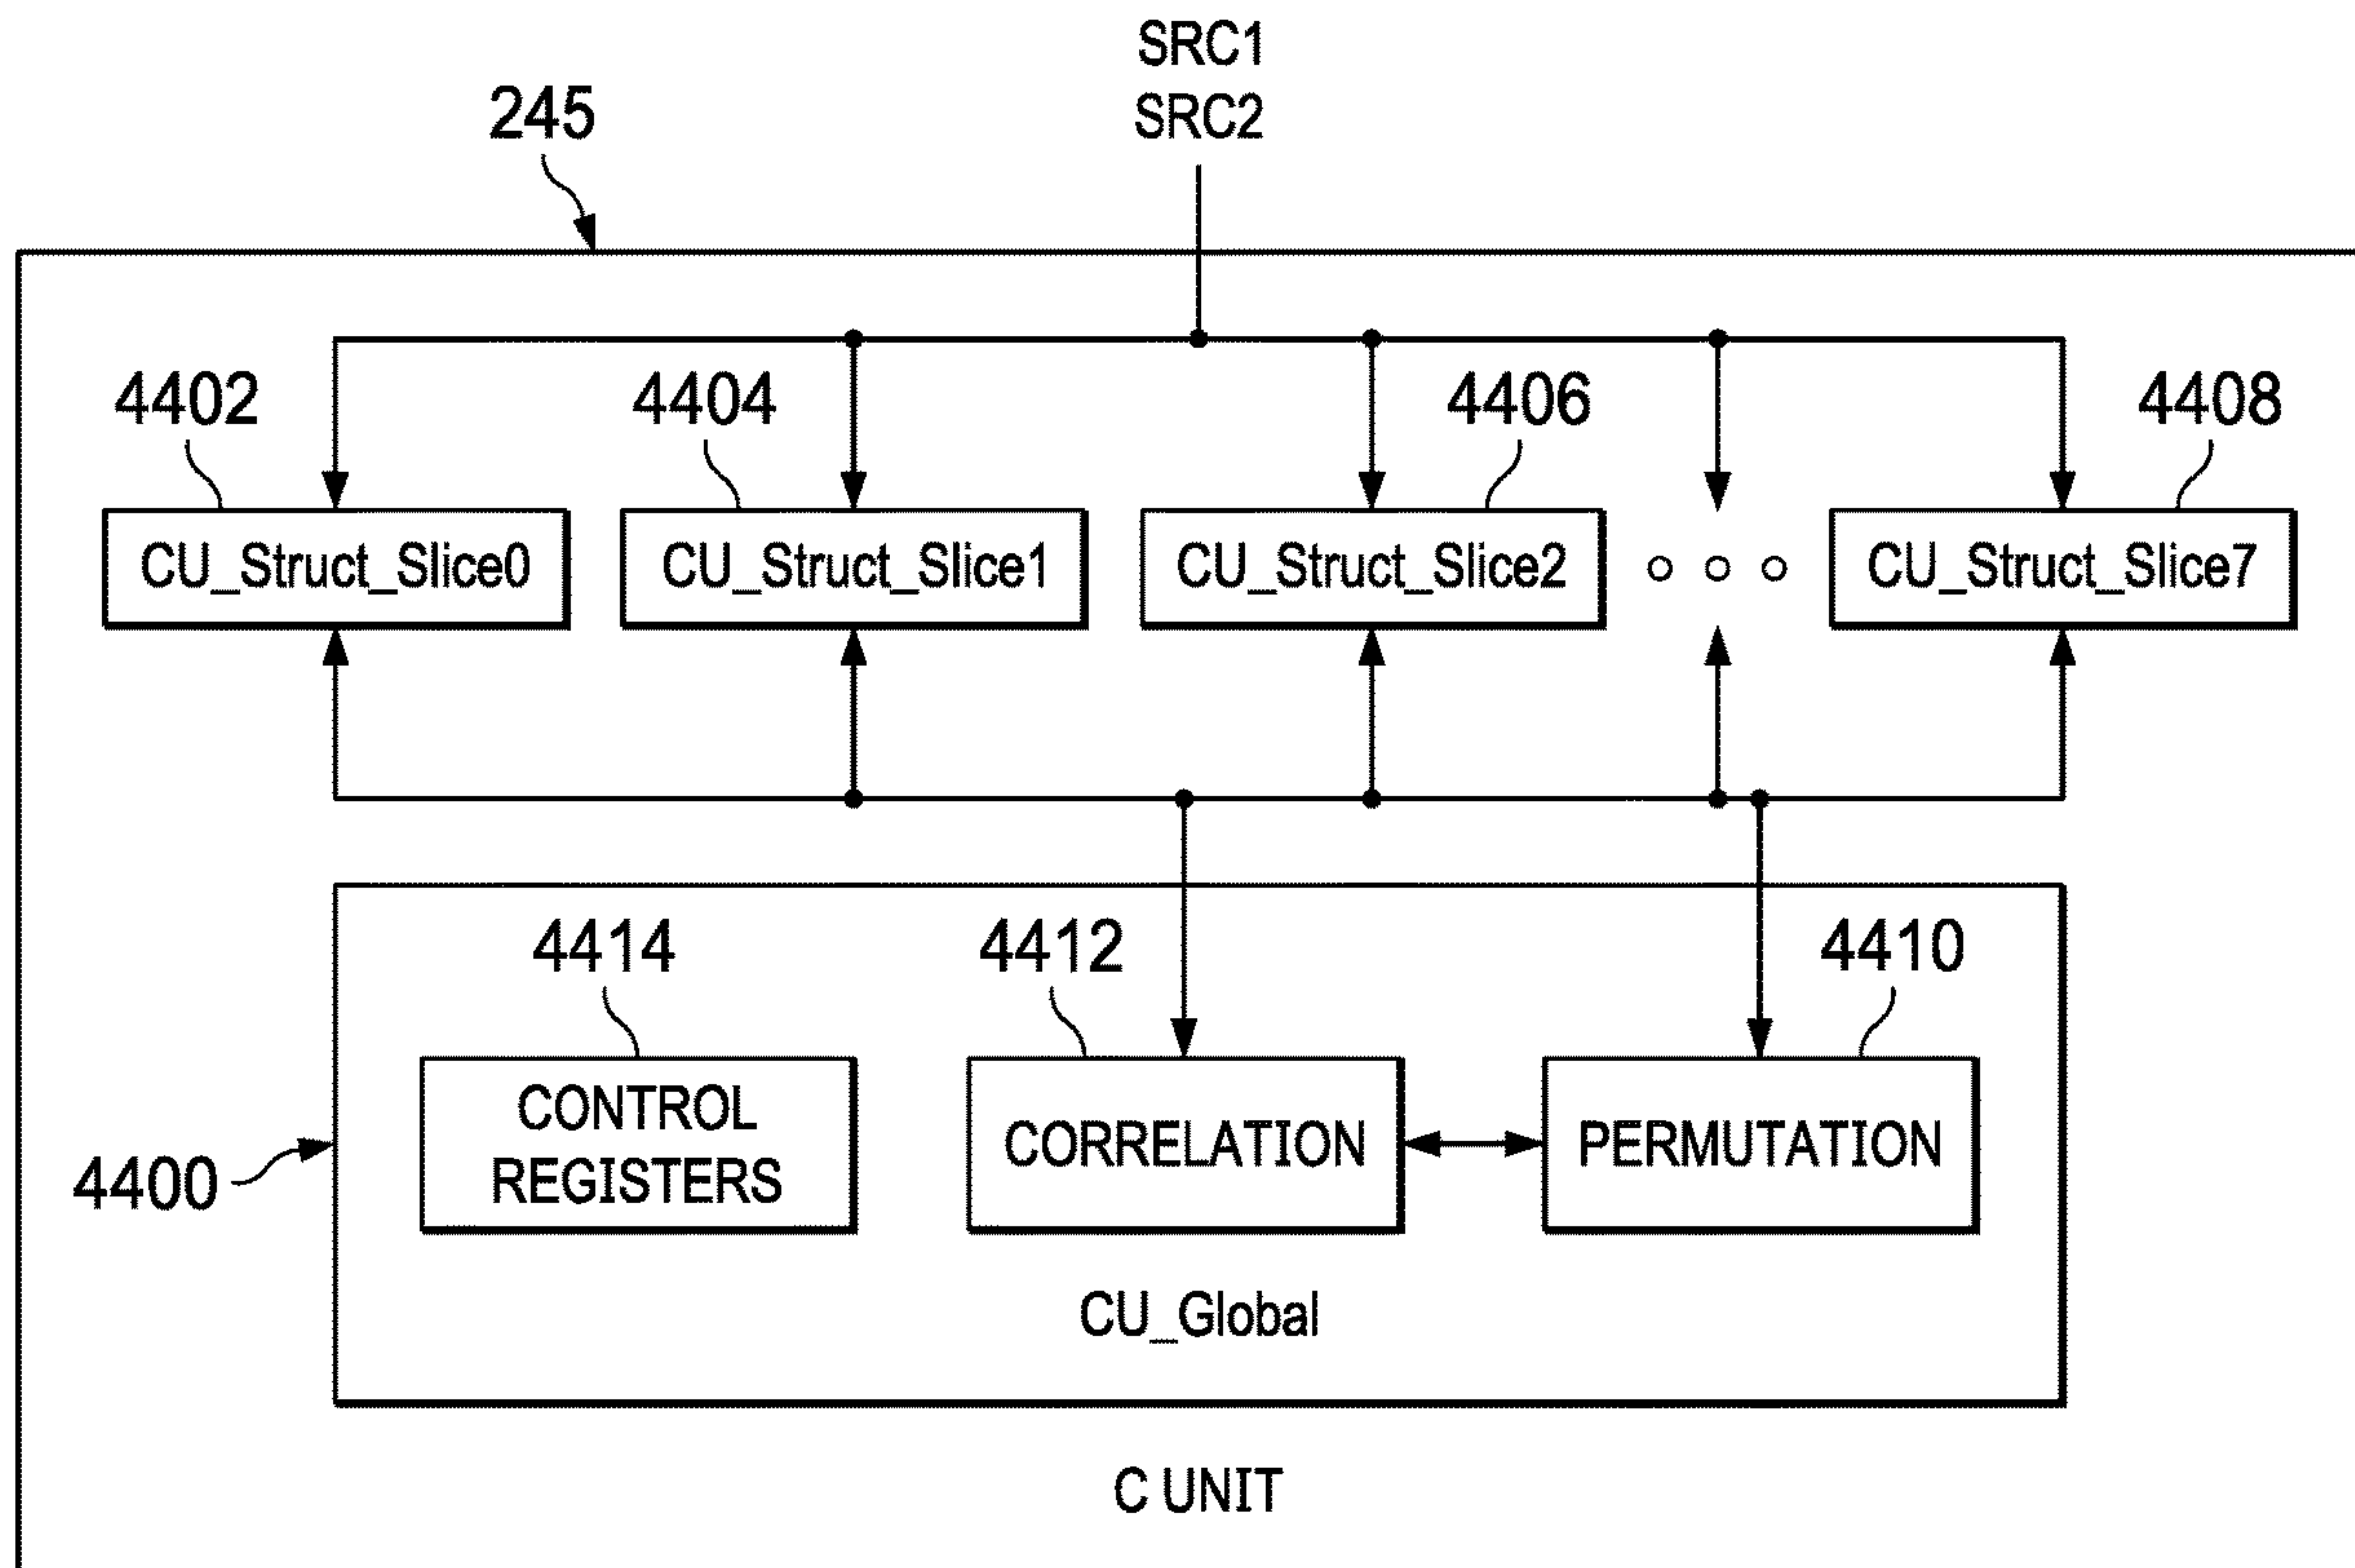 SRC1
SRC2
245
4402
4404
4406
4408
CU_Struct_Slice0
CU_Struct_Slice1
CU_Struct_Slice2
CU_Struct_Slice7
4414
4412
4410
CONTROL
REGISTERS
CORRELATION
PERMUTATION
4400
CU_Global
C UNIT